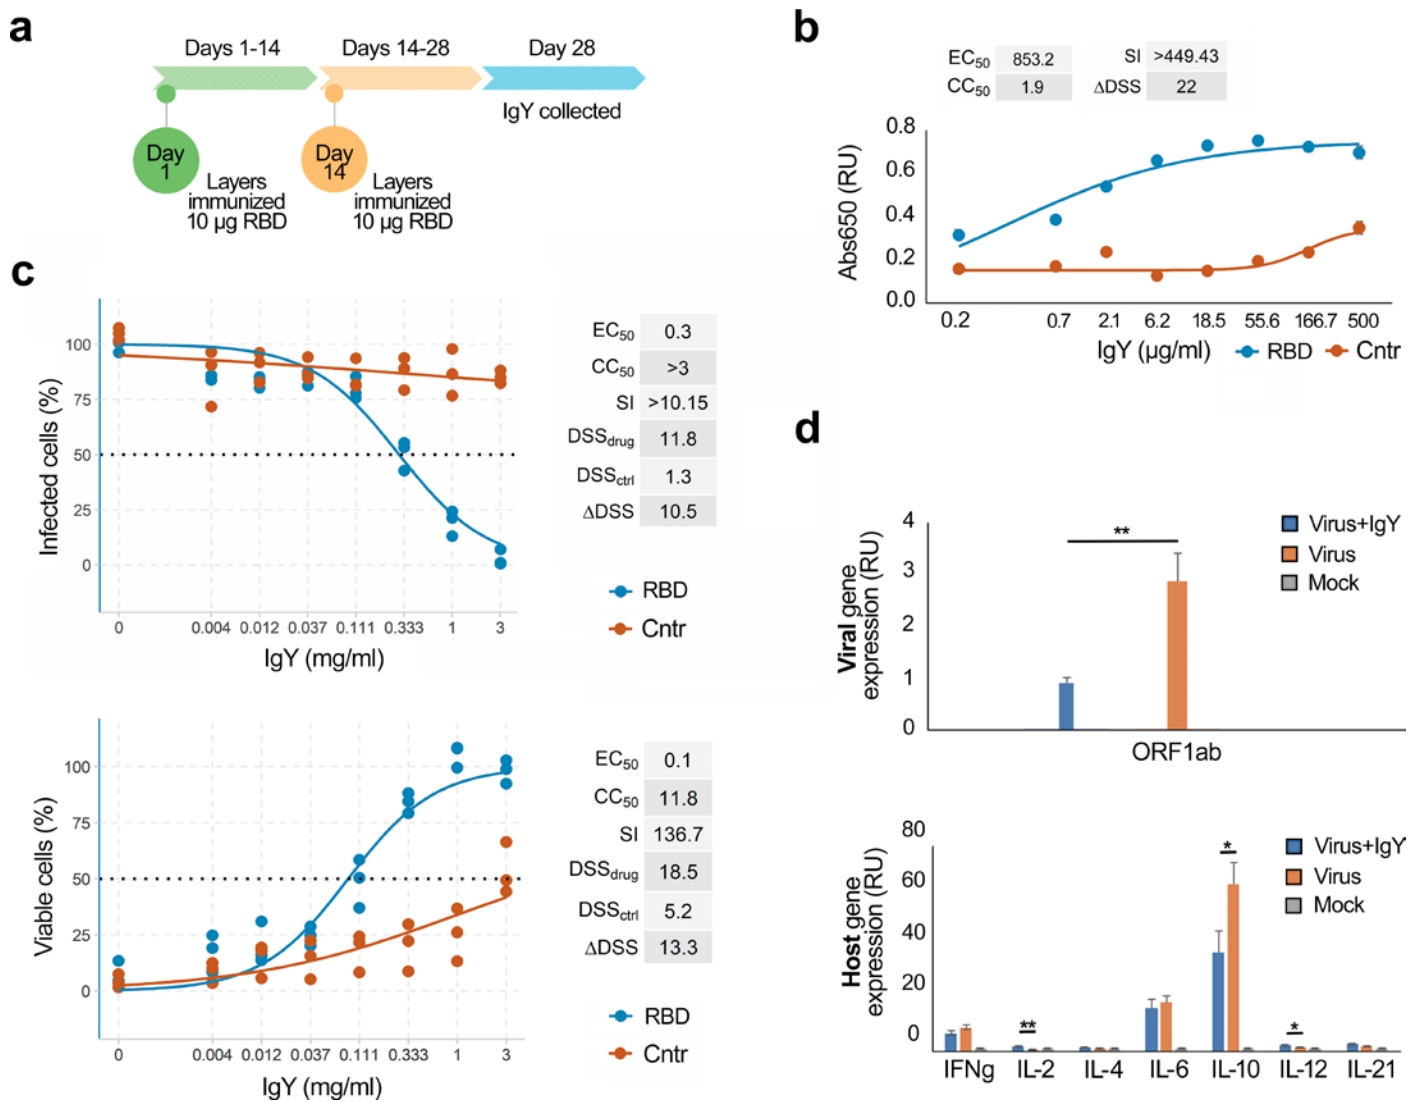 a
Days 1-14
Days 14-28
Day 28
IgY collected
Day
1
Layers
immunized
10 µg RBD
Day
14
Layers
immunized
10 µg RBD
b
EC50 853.2
CC50 1.9
SI >449.43
ΔDSS 22
Abs650 (RU)
0.8
0.6
0.4
0.2
0.0
0.2 0.7 2.1 6.2 18.5 55.6 166.7 500
IgY (µg/ml)
RBD
Cntr
c
Infected cells (%)
100
75
50
25
0
0 0.004 0.012 0.037 0.111 0.333 1 3
IgY (mg/ml)
EC50 0.3
CC50 >3
SI >10.15
DSSdrug 11.8
DSSctrl 1.3
ΔDSS 10.5
RBD
Cntr
Viable cells (%)
100
75
50
25
0
0 0.004 0.012 0.037 0.111 0.333 1 3
IgY (mg/ml)
EC50 0.1
CC50 11.8
SI 136.7
DSSdrug 18.5
DSSctrl 5.2
ΔDSS 13.3
RBD
Cntr
d
Viral gene
expression (RU)
4
3
2
1
0
**
ORF1ab
Virus+IgY
Virus
Mock
Host gene
expression (RU)
80
60
40
20
0
**
*
*
IFNg IL-2 IL-4 IL-6 IL-10 IL-12 IL-21
Virus+IgY
Virus
Mock